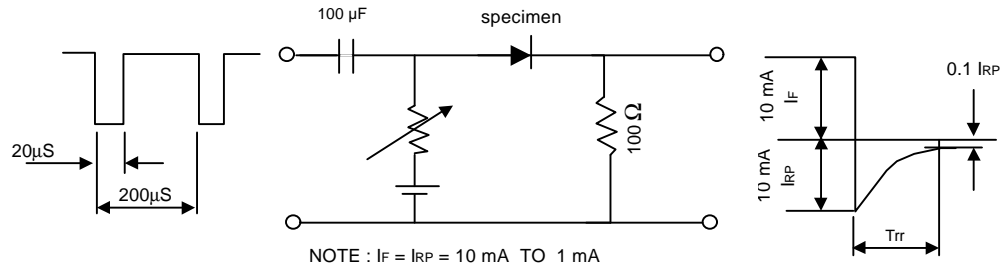 100 µF
specimen
20µS
200µS
100 Ω
10 mA
IF
10 mA
IRP
0.1 IRP
Trr
NOTE : IF = IRP = 10 mA TO 1 mA